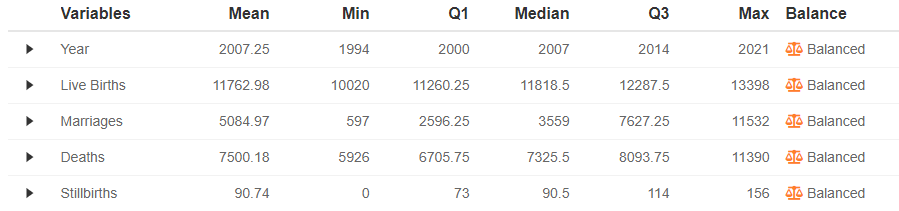 Variables Mean Min Q1 Median Q3 Max Balance
Year 2007.25 1994 2000 2007 2014 2021 Balanced
Live Births 11762.98 10020 11260.25 11818.5 12287.5 13398 Balanced
Marriages 5084.97 597 2596.25 3559 7627.25 11532 Balanced
Deaths 7500.18 5926 6705.75 7325.5 8093.75 11390 Balanced
Stillbirths 90.74 0 73 90.5 114 156 Balanced